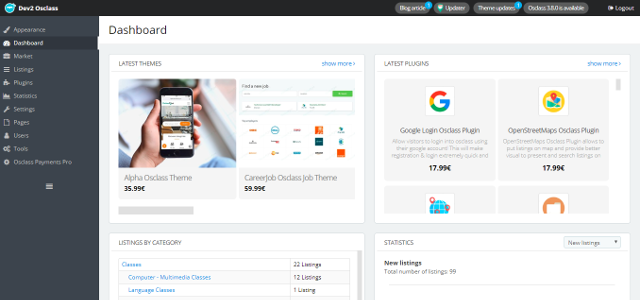 Dev2 Osclass
Blog article 1
Updater
Theme updates 1
Osclass 3.8.0 is available
Logout
Appearance
Dashboard
Market
Listings
Plugins
Statistics
Settings
Pages
Users
Tools
Osclass Payments Pro
Dashboard
LATEST THEMES
show more ›
Find a new job
Alpha Osclass Theme
35.99€
CareerJob Osclass Job Theme
59.99€
LATEST PLUGINS
show more ›
Google Login Osclass Plugin
Allow visitors to login into osclass using
their google account! This will make
registration & login extremely quick and
17.99€
OpenStreetMaps Osclass Plugin
OpenStreetMaps Osclass Plugin allow to
put listings on map and provide better
visual to present and search listings on
17.99€
LISTINGS BY CATEGORY
Classes
22 Listings
Computer - Multimedia Classes
12 Listings
Language Classes
1 Listing
STATISTICS
New listings
New listings
Total number of listings: 99